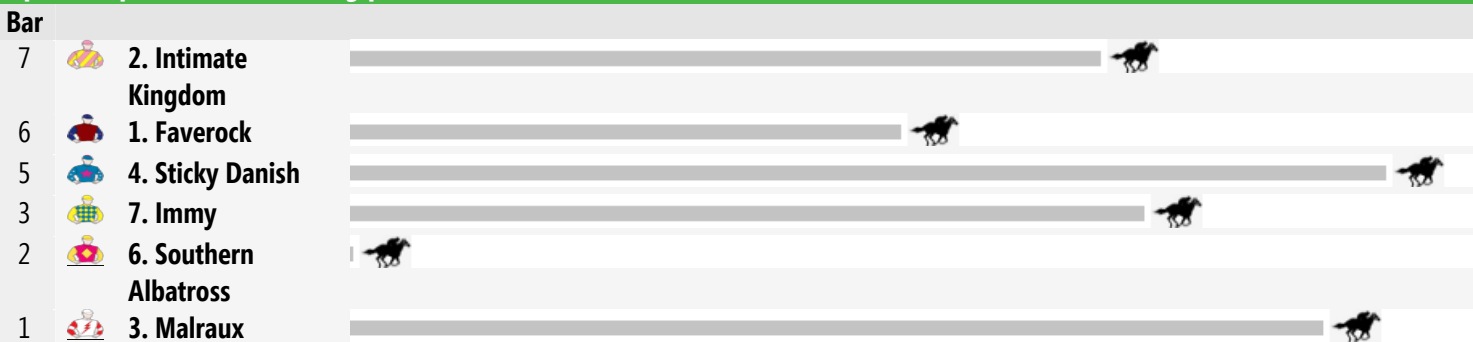 Bar
7 2. Intimate
Kingdom
6 1. Faverock
5 4. Sticky Danish
3 7. Immy
2 6. Southern
Albatross
1 3. Malraux